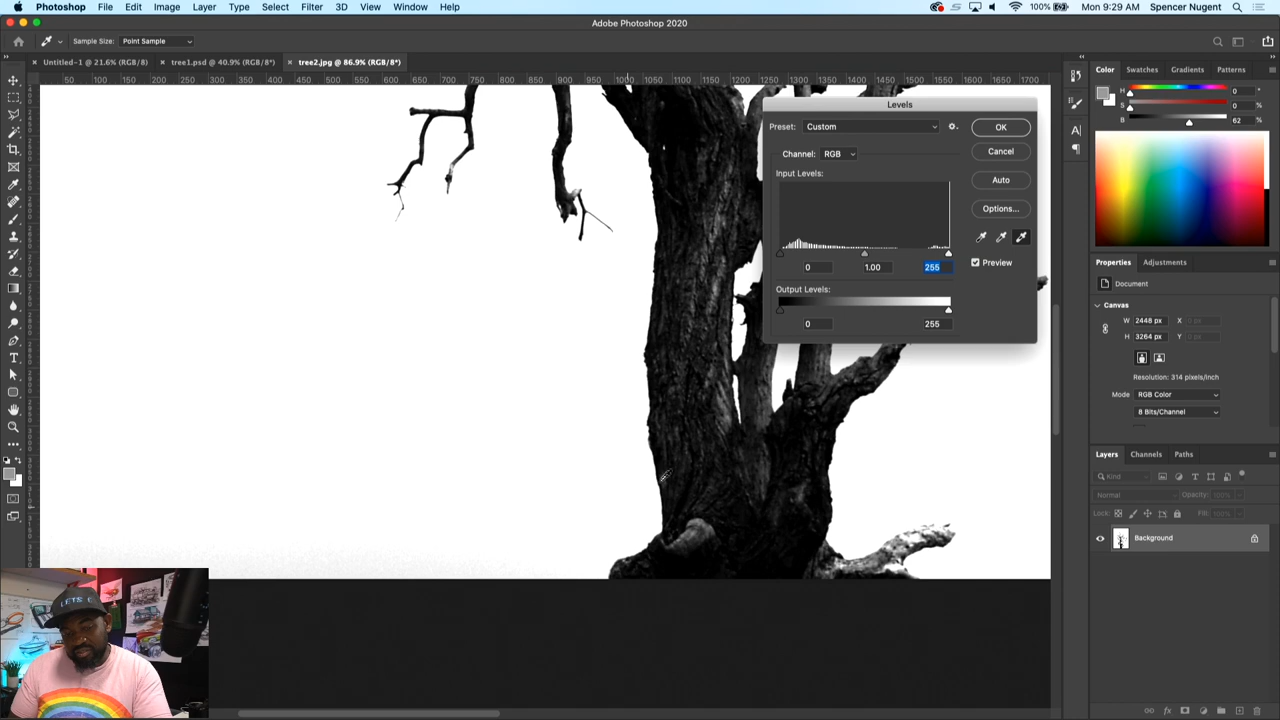 Photoshop File Edit Image Layer Type Select Filter 3D View Window Help 100% Mon 9:29 AM Spencer Nugent
Adobe Photoshop 2020
Sample Size: Point Sample
Untitled-1 @ 21.6% (RGB/8) tree1.psd @ 40.9% (RGB/8*) tree2.jpg @ 86.9% (RGB/8*)
50 100 150 200 250 300 350 400 450 500 550 600 650 700 750 800 850 900 950 1000 1050 1100 1150 1200 1250 1300 1350 1400 1450 1500 1550 1600 1650 1700
Levels
Preset: Custom
OK
Channel: RGB
Cancel
Input Levels:
Auto
Options...
Preview
0 1.00 255
Output Levels:
0 255
Color Swatches Gradients Patterns
H 0 °
S 0 %
B 62 %
Properties Adjustments
Document
Canvas
W 2448 px X 0 px
H 3264 px Y 0 px
Resolution: 314 pixels/inch
Mode RGB Color
8 Bits/Channel
Layers Channels Paths
Kind
Normal Opacity: 100%
Lock: Fill: 100%
Background
LETS